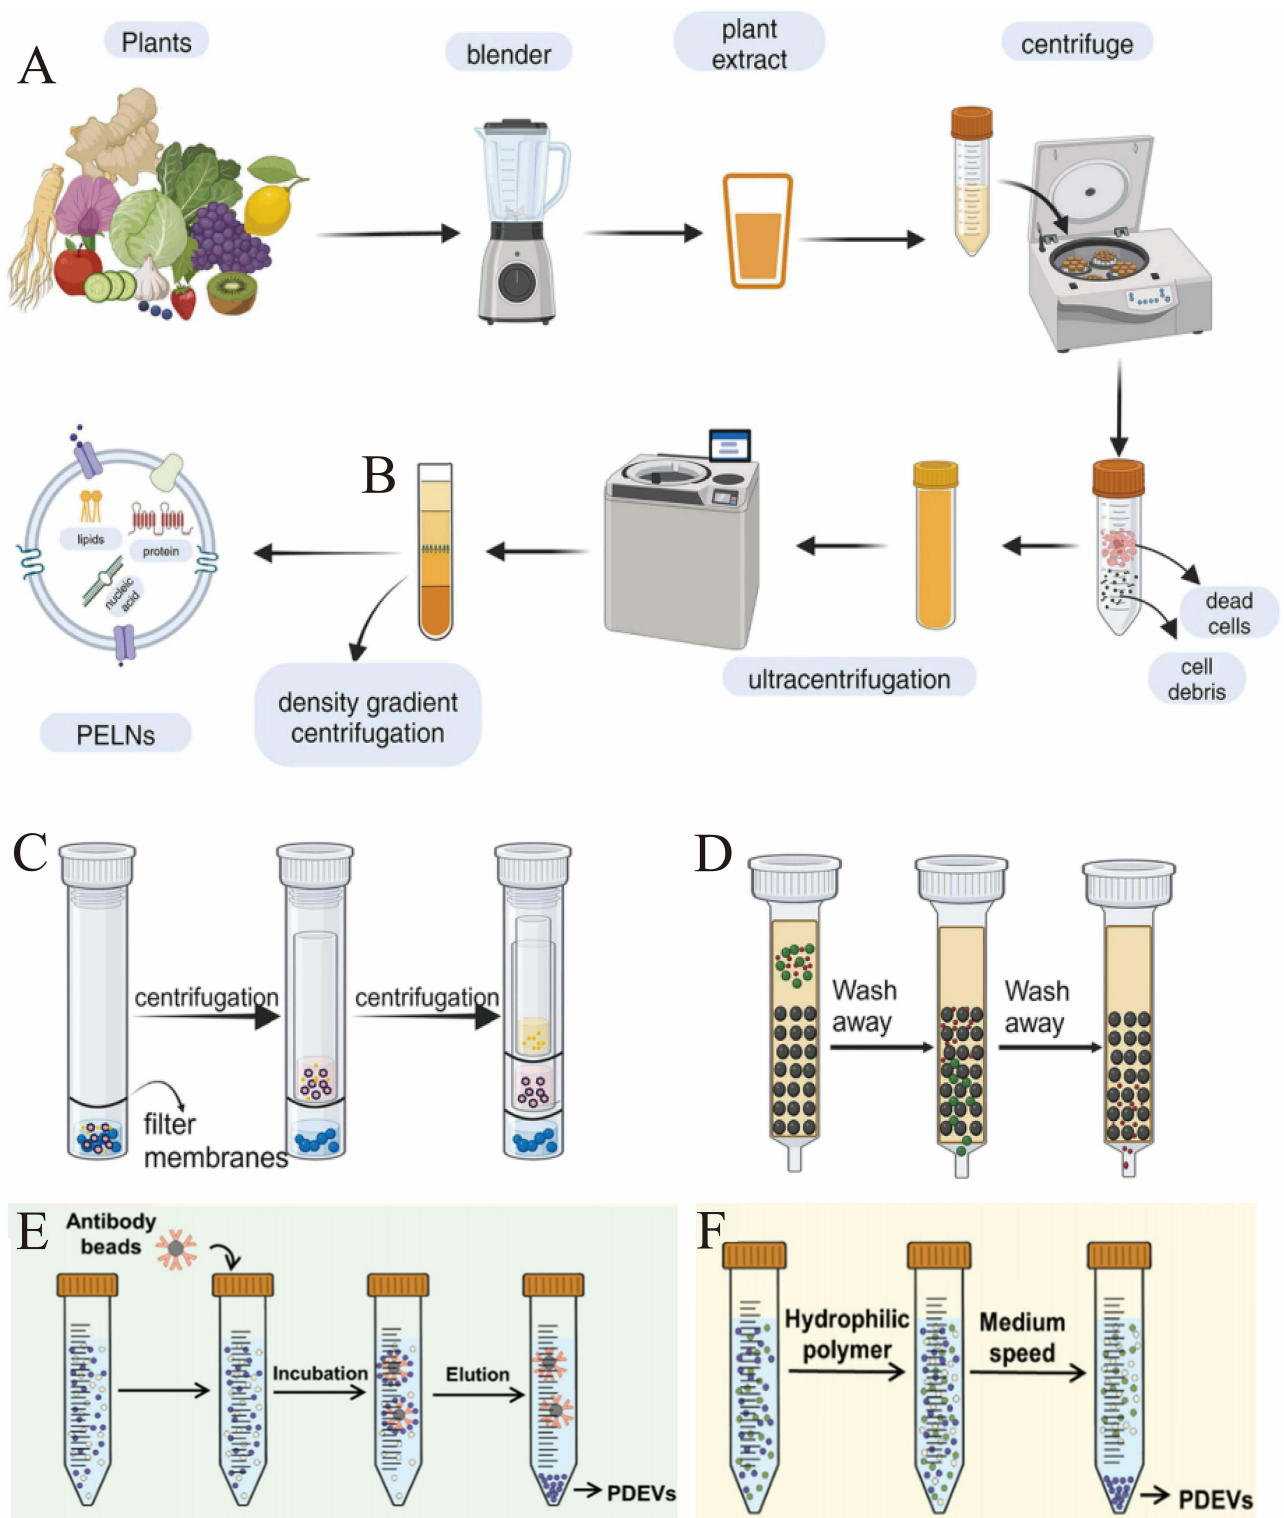 A
Plants
blender
plant
extract
centrifuge
B
lipids
protein
nucleic
acid
PELNs
density gradient
centrifugation
ultracentrifugation
dead
cells
cell
debris
C
centrifugation
centrifugation
filter
membranes
D
Wash
away
Wash
away
E
Antibody
beads
Incubation
Elution
PDEVs
F
Hydrophilic
polymer
Medium
speed
PDEVs